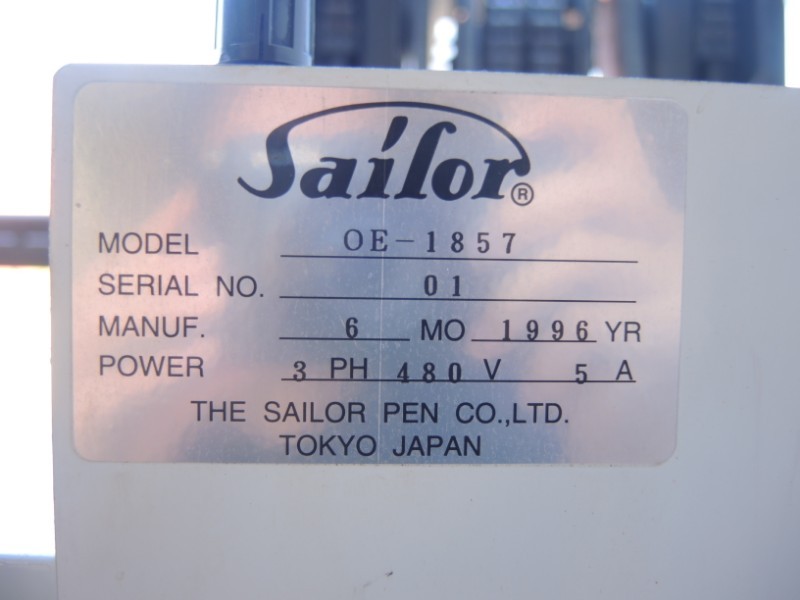 Sailor®
MODEL OE-1857
SERIAL NO. 01
MANUF. 6 MO 1996 YR
POWER 3 PH 480 V 5 A
THE SAILOR PEN CO.,LTD.
TOKYO JAPAN